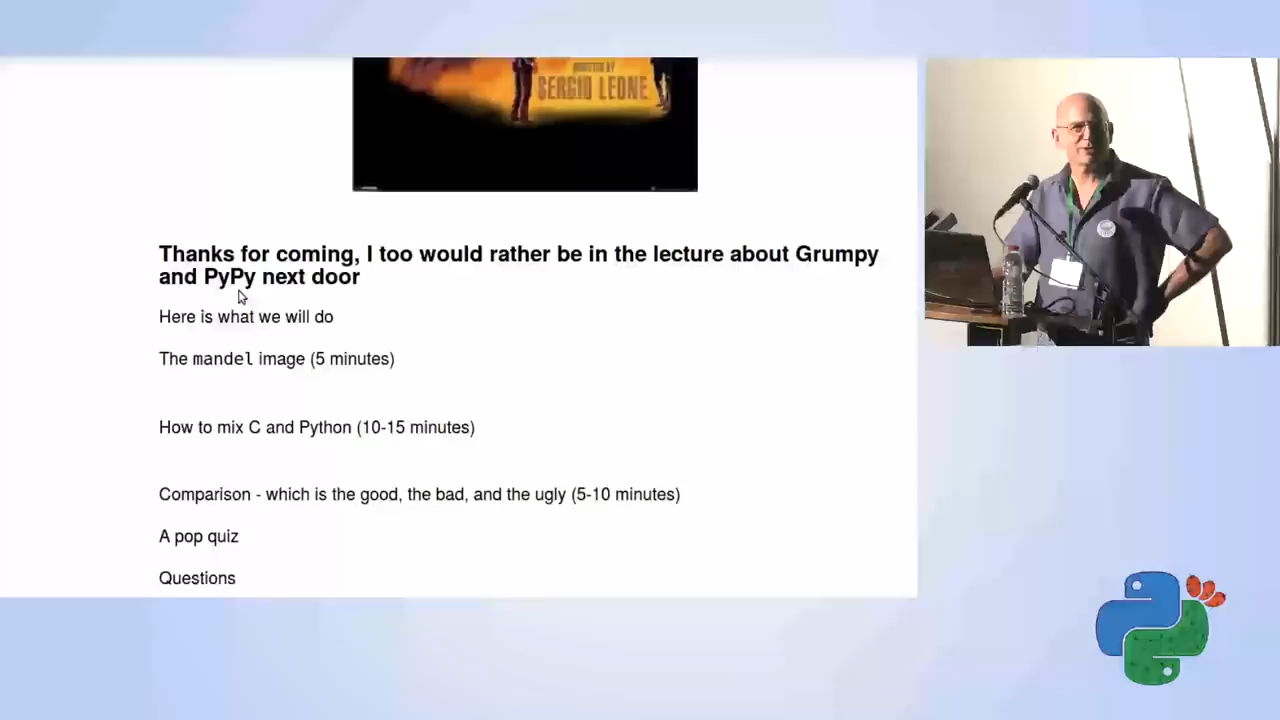 DIRECTED BY
SERGIO LEONE
Thanks for coming, I too would rather be in the lecture about Grumpy
and PyPy next door
Here is what we will do
The mandel image (5 minutes)
How to mix C and Python (10-15 minutes)
Comparison - which is the good, the bad, and the ugly (5-10 minutes)
A pop quiz
Questions